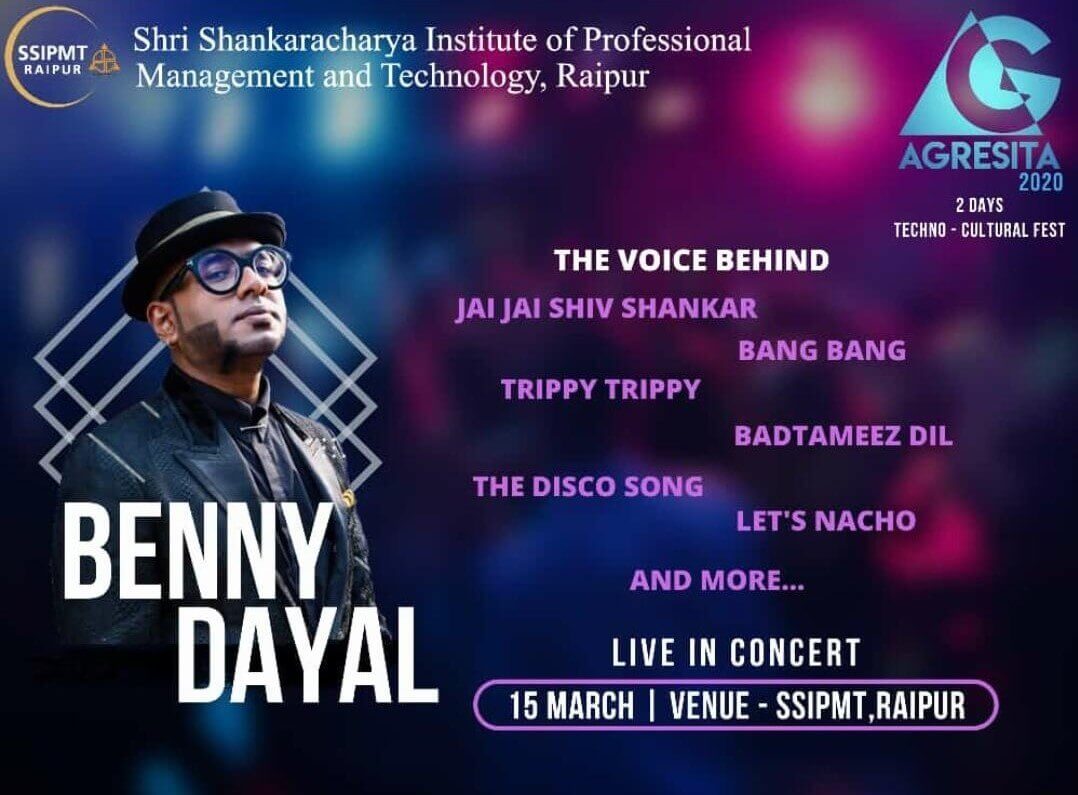 SSIPMT
RAIPUR
Shri Shankaracharya Institute of Professional
Management and Technology, Raipur
AG
AGRESITA
2020
2 DAYS
TECHNO - CULTURAL FEST
THE VOICE BEHIND
JAI JAI SHIV SHANKAR
BANG BANG
TRIPPY TRIPPY
BADTAMEEZ DIL
THE DISCO SONG
LET'S NACHO
AND MORE...
BENNY
DAYAL
LIVE IN CONCERT
15 MARCH | VENUE - SSIPMT,RAIPUR